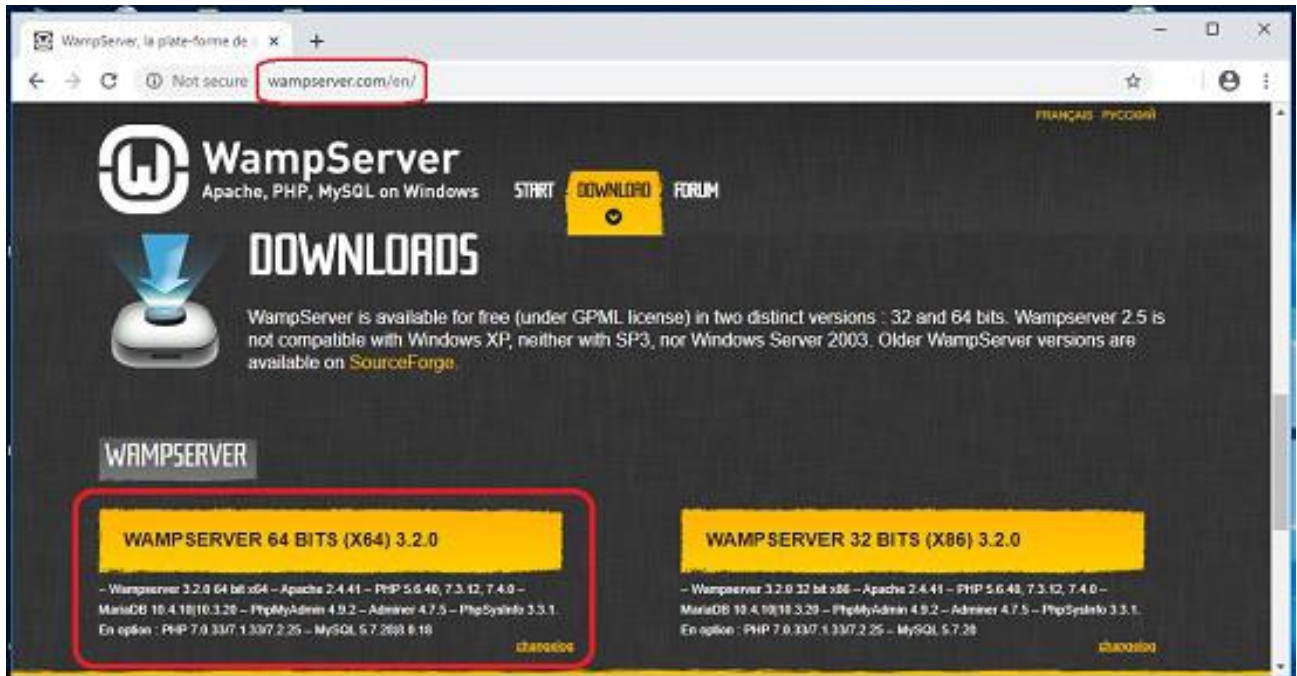 WampServer, la plate-forme de
Not secure wampserver.com/en/
FRANÇAIS РУССКИЙ
WampServer
Apache, PHP, MySQL on Windows
START DOWNLOAD FORUM
DOWNLOADS
WampServer is available for free (under GPML license) in two distinct versions : 32 and 64 bits. Wampserver 2.5 is
not compatible with Windows XP, neither with SP3, nor Windows Server 2003. Older WampServer versions are
available on SourceForge.
WAMPSERVER
WAMPSERVER 64 BITS (X64) 3.2.0
– Wampserver 3.2.0 64 bit x64 – Apache 2.4.41 – PHP 5.6.40, 7.3.12, 7.4.0 –
MariaDB 10.4.10|10.3.20 – PhpMyAdmin 4.9.2 – Adminer 4.7.5 – PhpSysInfo 3.3.1.
En option : PHP 7.0.33/7.1.33/7.2.25 – MySQL 5.7.28|8.0.18
changelog
WAMPSERVER 32 BITS (X86) 3.2.0
– Wampserver 3.2.0 32 bit x86 – Apache 2.4.41 – PHP 5.6.40, 7.3.12, 7.4.0 –
MariaDB 10.4.10|10.3.20 – PhpMyAdmin 4.9.2 – Adminer 4.7.5 – PhpSysInfo 3.3.1.
En option : PHP 7.0.33/7.1.33/7.2.25 – MySQL 5.7.28
changelog